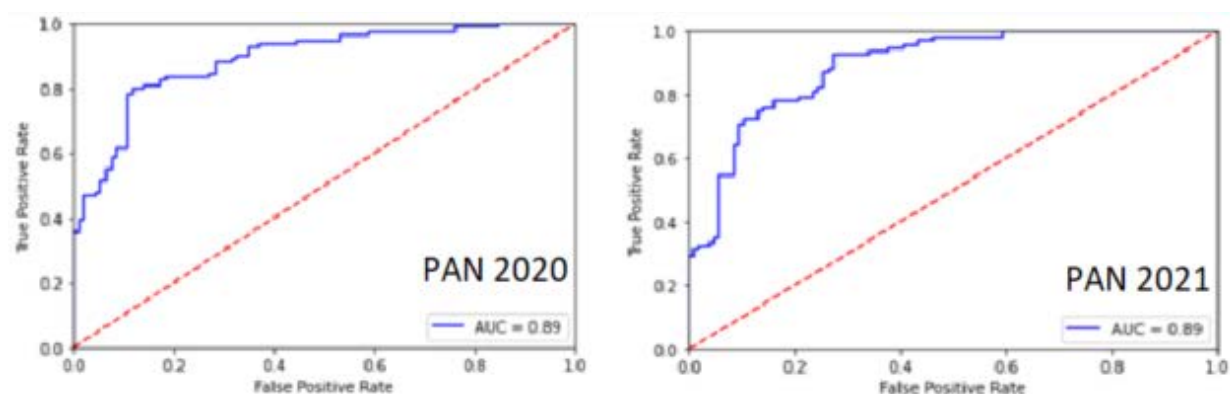 1.0
0.8
0.6
0.4
0.2
0.0
True Positive Rate
PAN 2020
AUC = 0.89
0.0 0.2 0.4 0.6 0.8 1.0
False Positive Rate
1.0
0.8
0.6
0.4
0.2
0.0
True Positive Rate
PAN 2021
AUC = 0.89
0.0 0.2 0.4 0.6 0.8 1.0
False Positive Rate